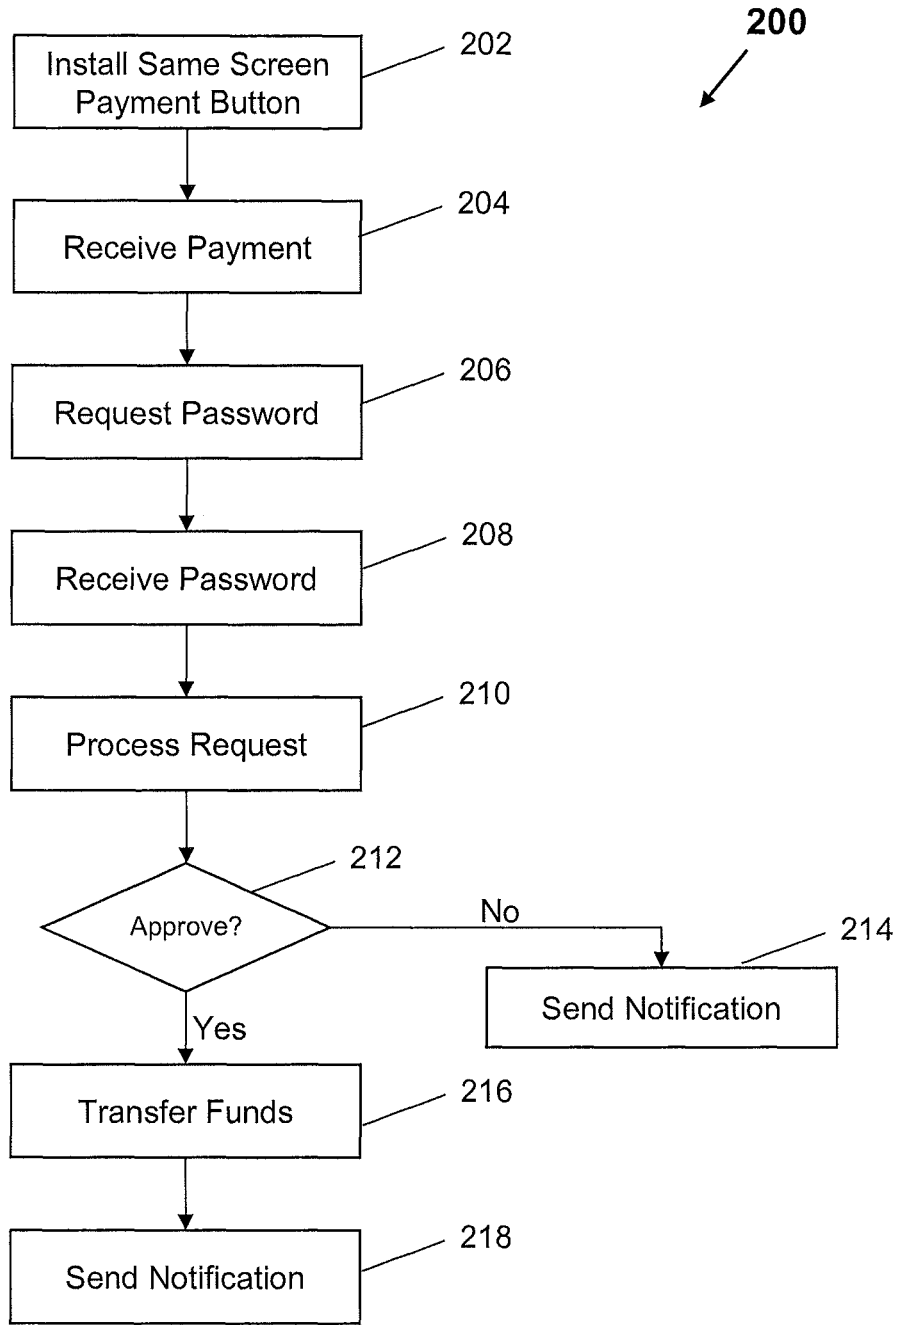 200
202
Install Same Screen
Payment Button
204
Receive Payment
206
Request Password
208
Receive Password
210
Process Request
212
Approve?
No
214
Send Notification
Yes
216
Transfer Funds
218
Send Notification